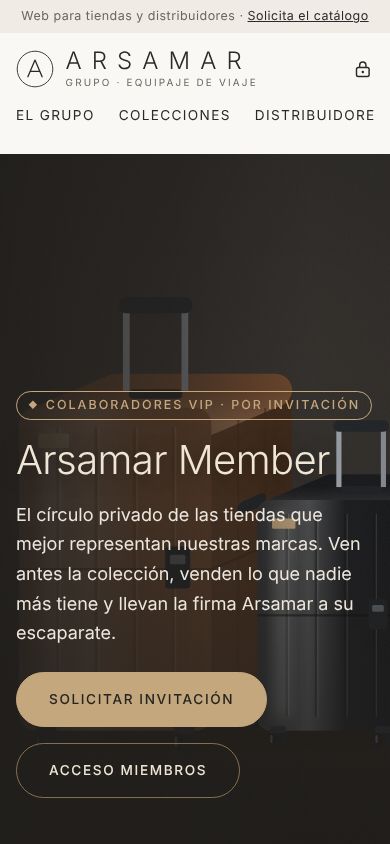 Web para tiendas y distribuidores · Solicita el catálogo
A ARSAMAR
GRUPO · EQUIPAJE DE VIAJE
EL GRUPO COLECCIONES DISTRIBUIDORE
COLABORADORES VIP · POR INVITACIÓN
Arsamar Member
El círculo privado de las tiendas que
mejor representan nuestras marcas. Ven
antes la colección, venden lo que nadie
más tiene y llevan la firma Arsamar a su
escaparate.
SOLICITAR INVITACIÓN
ACCESO MIEMBROS